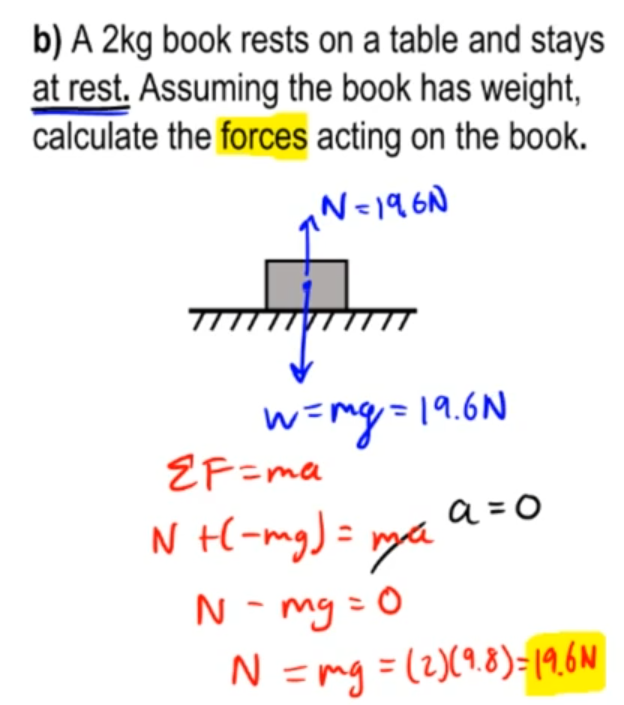 b) A 2kg book rests on a table and stays
at rest. Assuming the book has weight,
calculate the forces acting on the book.
N = 19.6N
W = mg = 19.6N
ΣF = ma
N + (-mg) = ma a = 0
N - mg = 0
N = mg = (2)(9.8) = 19.6N